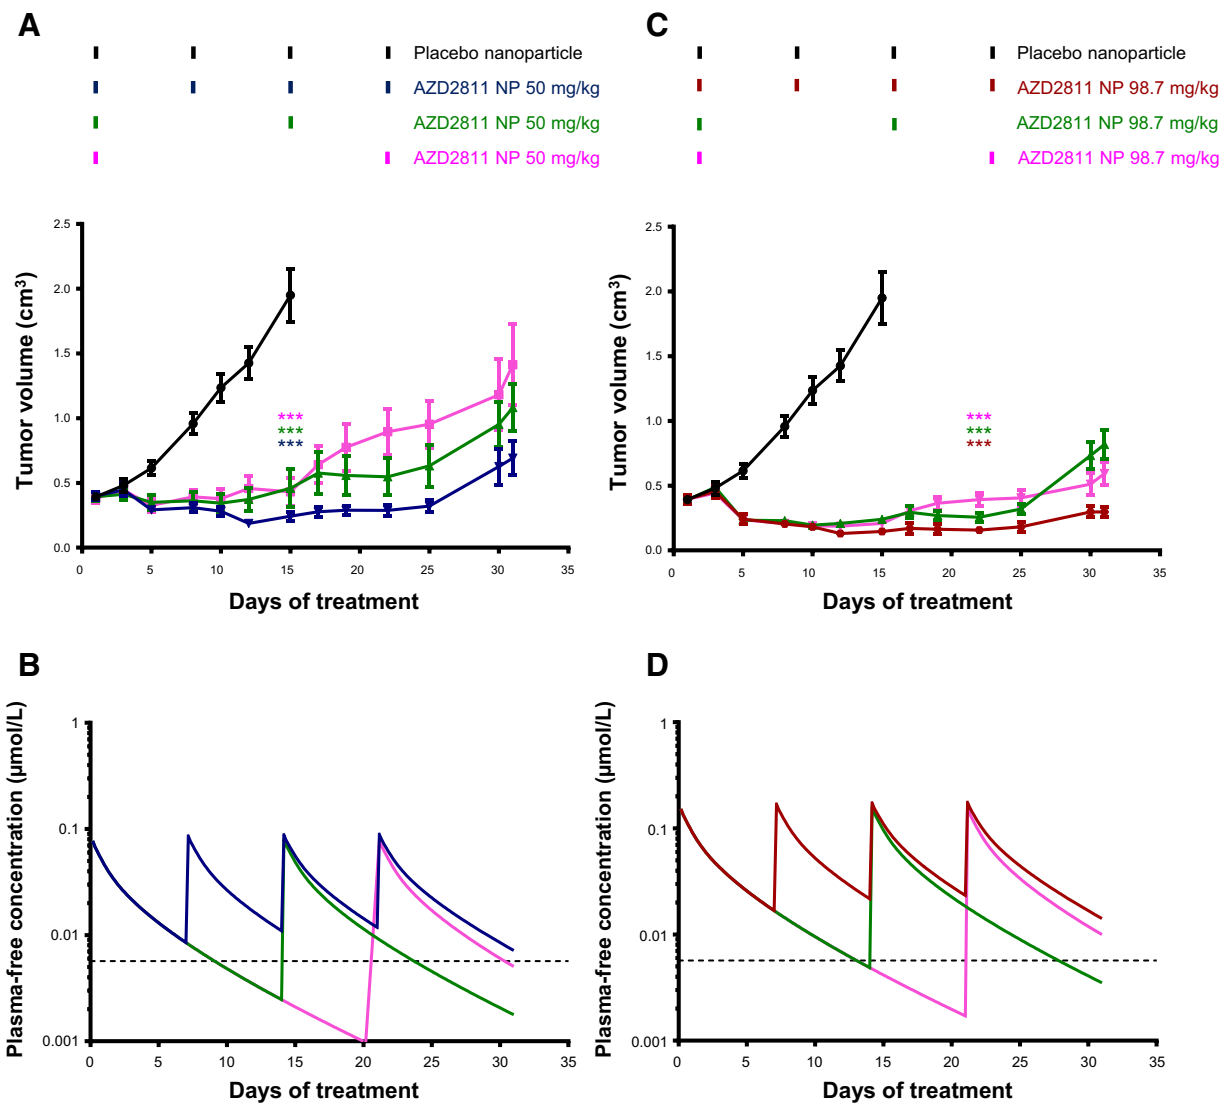 A
Placebo nanoparticle
AZD2811 NP 50 mg/kg
AZD2811 NP 50 mg/kg
AZD2811 NP 50 mg/kg
Tumor volume (cm³)
2.5
2.0
1.5
1.0
0.5
0.0
***
***
***
0 5 10 15 20 25 30 35
Days of treatment
C
Placebo nanoparticle
AZD2811 NP 98.7 mg/kg
AZD2811 NP 98.7 mg/kg
AZD2811 NP 98.7 mg/kg
Tumor volume (cm³)
2.5
2.0
1.5
1.0
0.5
0.0
***
***
***
0 5 10 15 20 25 30 35
Days of treatment
B
Plasma-free concentration (µmol/L)
1
0.1
0.01
0.001
0 5 10 15 20 25 30 35
Days of treatment
D
Plasma-free concentration (µmol/L)
1
0.1
0.01
0.001
0 5 10 15 20 25 30 35
Days of treatment